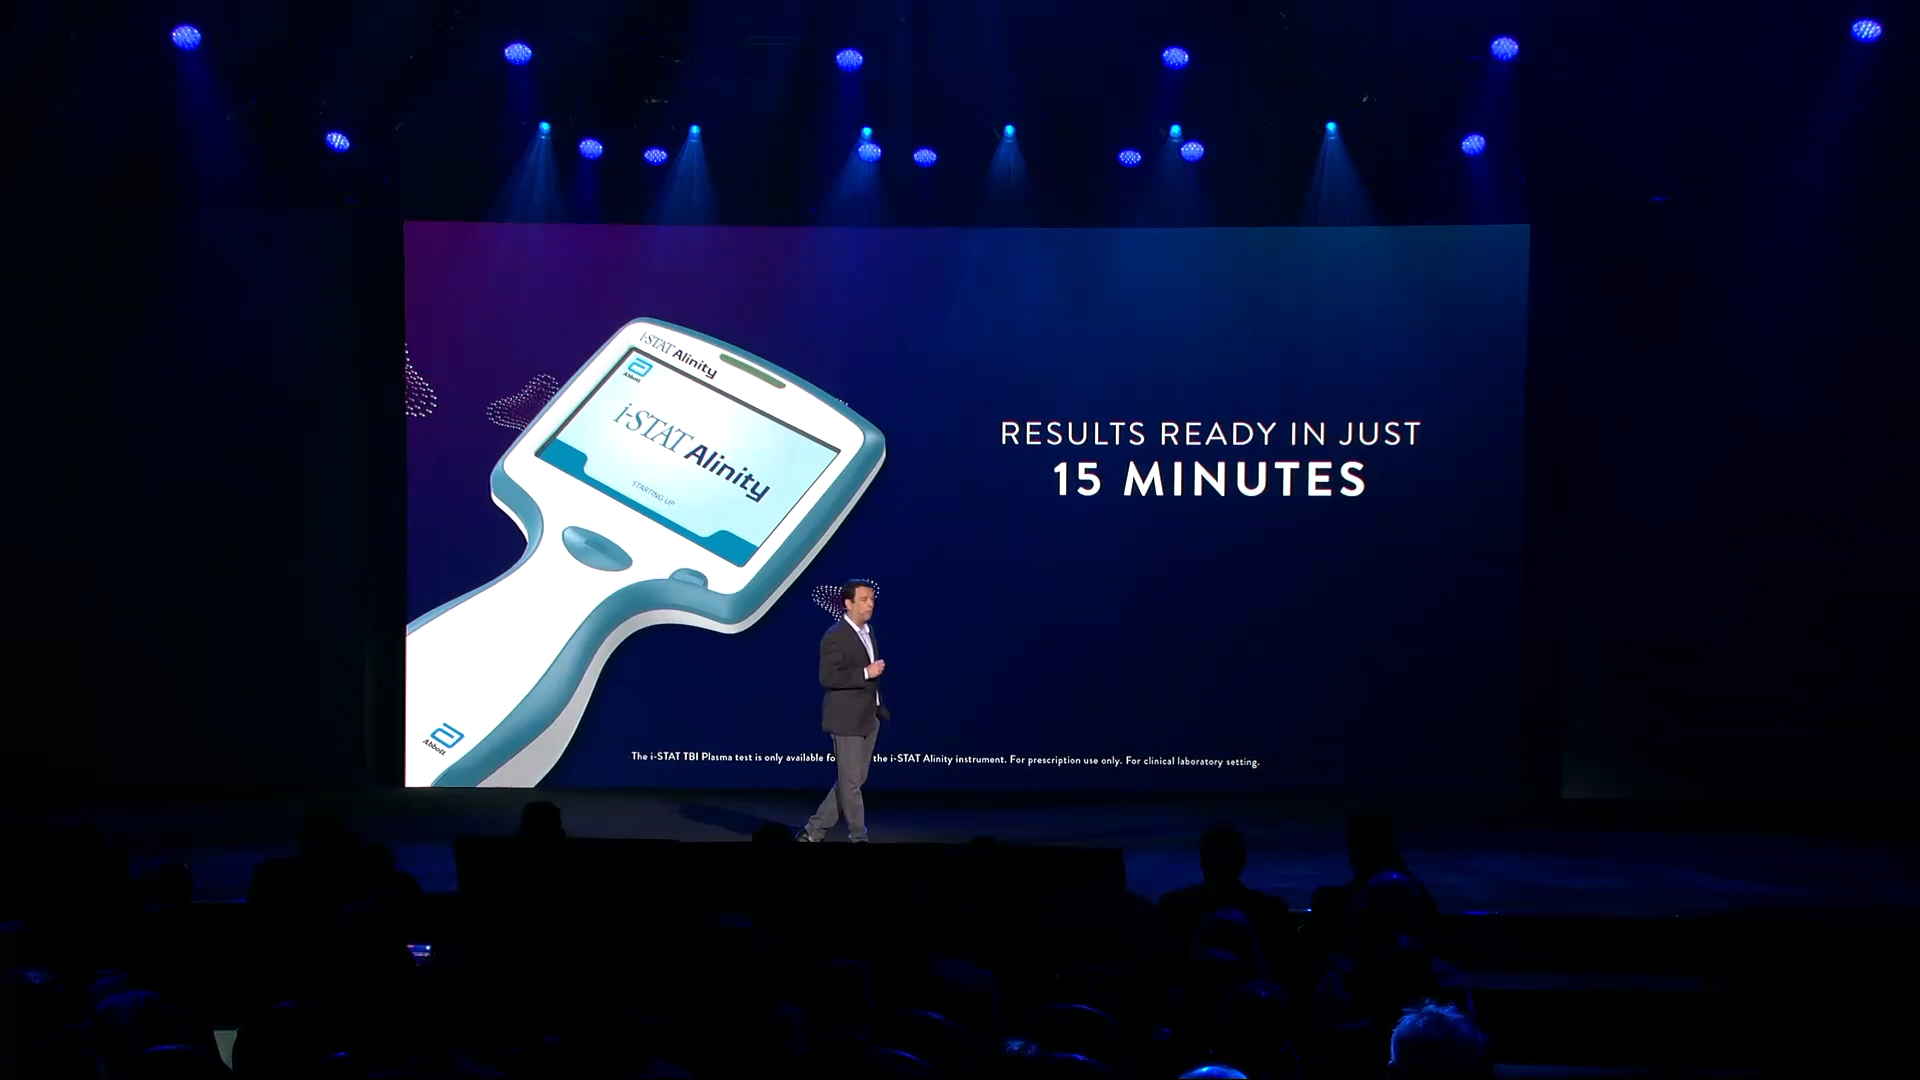 i-STAT Alinity
Abbott
i-STAT Alinity
STARTING UP
RESULTS READY IN JUST
15 MINUTES
Abbott
The i-STAT TBI Plasma test is only available fo the i-STAT Alinity instrument. For prescription use only. For clinical laboratory setting.